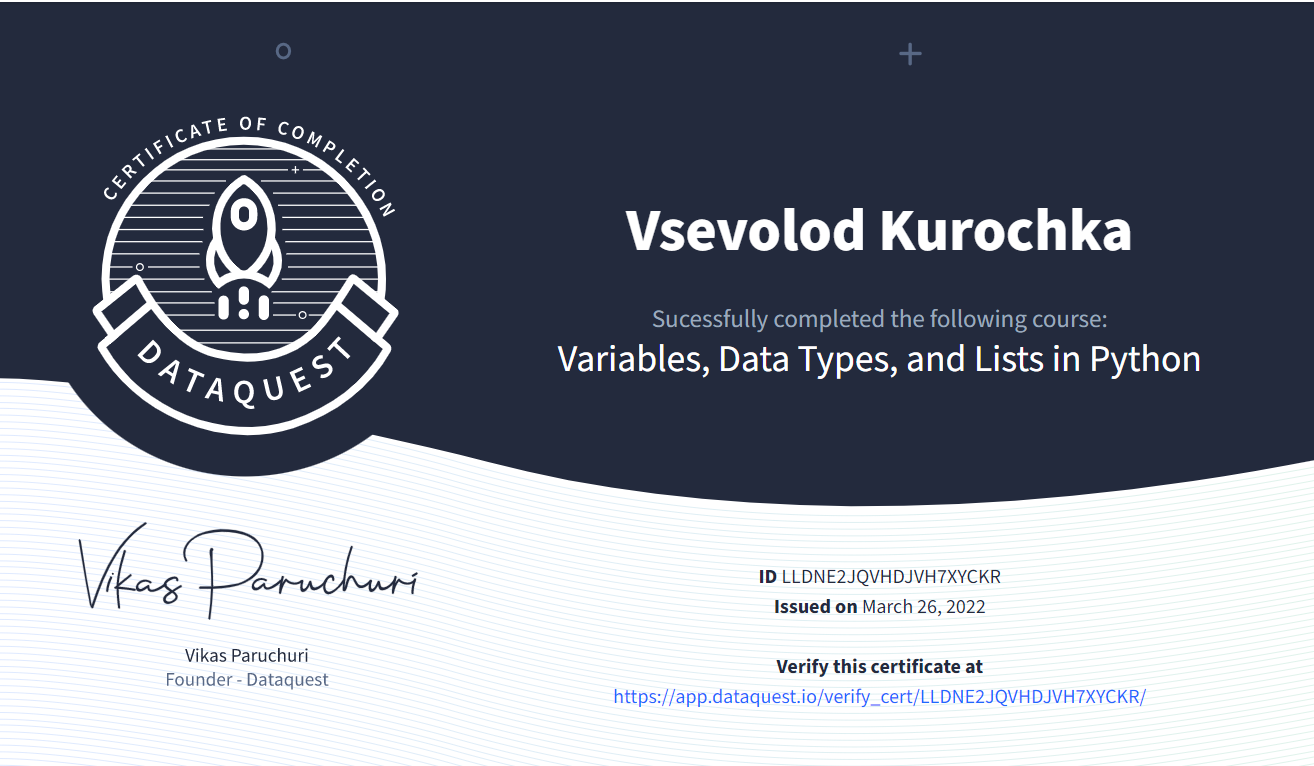 CERTIFICATE OF COMPLETION
DATAQUEST
Vsevolod Kurochka
Sucessfully completed the following course:
Variables, Data Types, and Lists in Python
Vikas Paruchuri
Vikas Paruchuri
Founder - Dataquest
ID LLDNE2JQVHDJVH7XYCKR
Issued on March 26, 2022
Verify this certificate at
https://app.dataquest.io/verify_cert/LLDNE2JQVHDJVH7XYCKR/